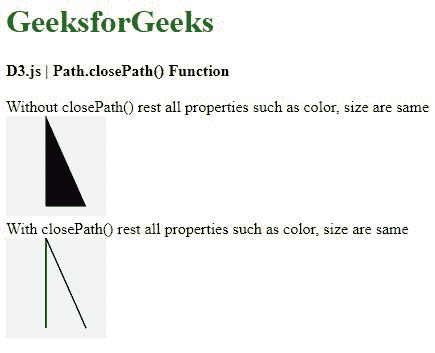 GeeksforGeeks
D3.js | Path.closePath() Function
Without closePath() rest all properties such as color, size are same
With closePath() rest all properties such as color, size are same